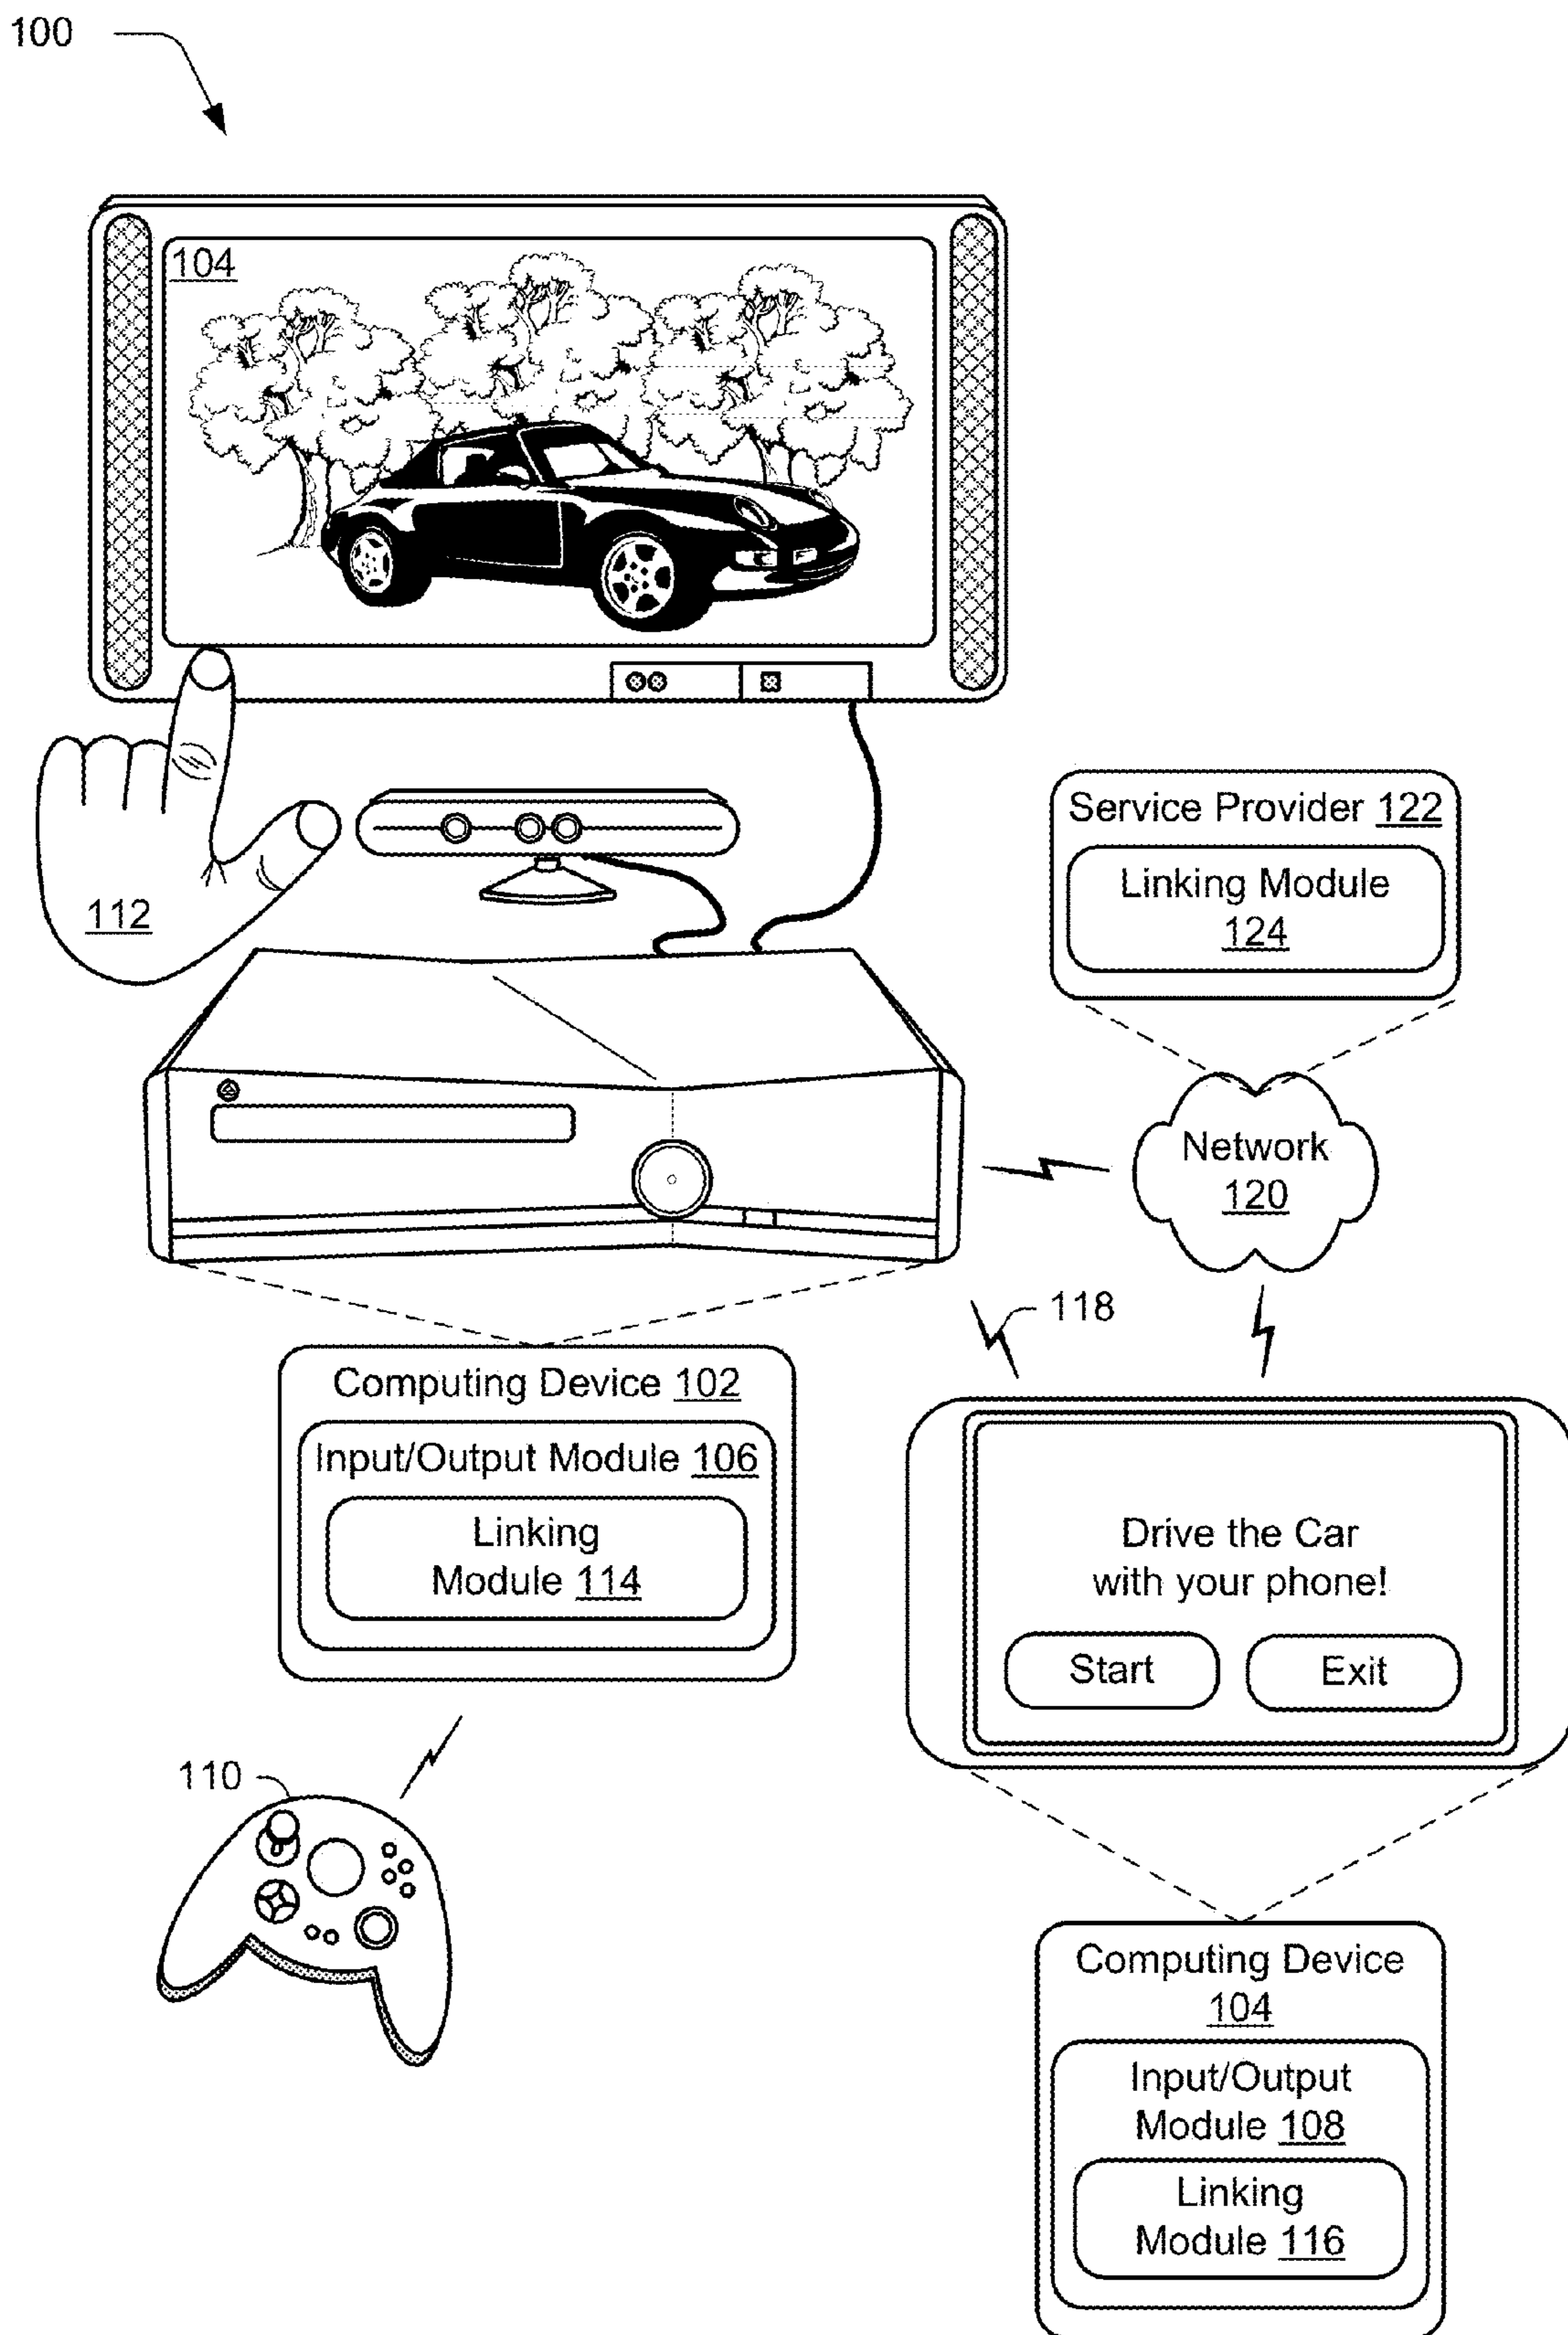 100
104
112
Service Provider 122
Linking Module
124
Network
120
118
Computing Device 102
Input/Output Module 106
Linking
Module 114
Drive the Car
with your phone!
Start
Exit
110
Computing Device
104
Input/Output
Module 108
Linking
Module 116